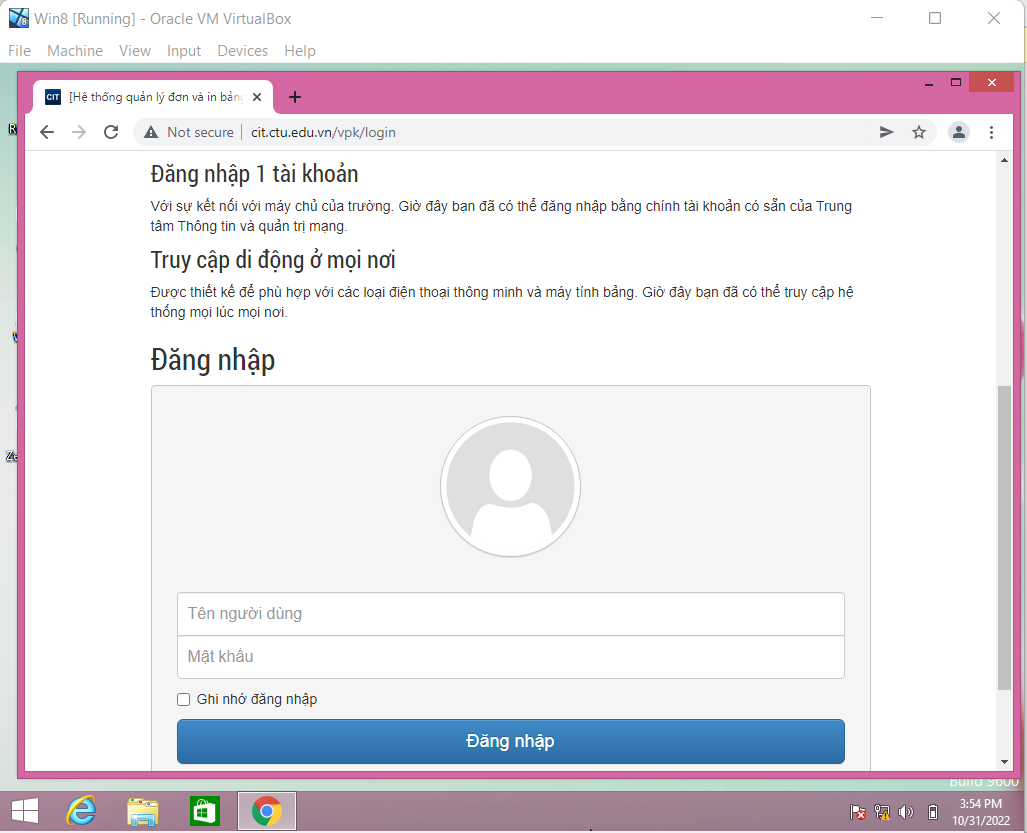 Win8 [Running] - Oracle VM VirtualBox
File Machine View Input Devices Help
CIT [Hệ thống quản lý đơn và in bảng
Not secure cit.ctu.edu.vn/vpk/login
Đăng nhập 1 tài khoản
Với sự kết nối với máy chủ của trường. Giờ đây bạn đã có thể đăng nhập bằng chính tài khoản có sẵn của Trung
tâm Thông tin và quản trị mạng.
Truy cập di động ở mọi nơi
Được thiết kế để phù hợp với các loại điện thoại thông minh và máy tính bảng. Giờ đây bạn đã có thể truy cập hệ
thống mọi lúc mọi nơi.
Đăng nhập
Tên người dùng
Mật khẩu
Ghi nhớ đăng nhập
Đăng nhập
Build 9600
3:54 PM
10/31/2022